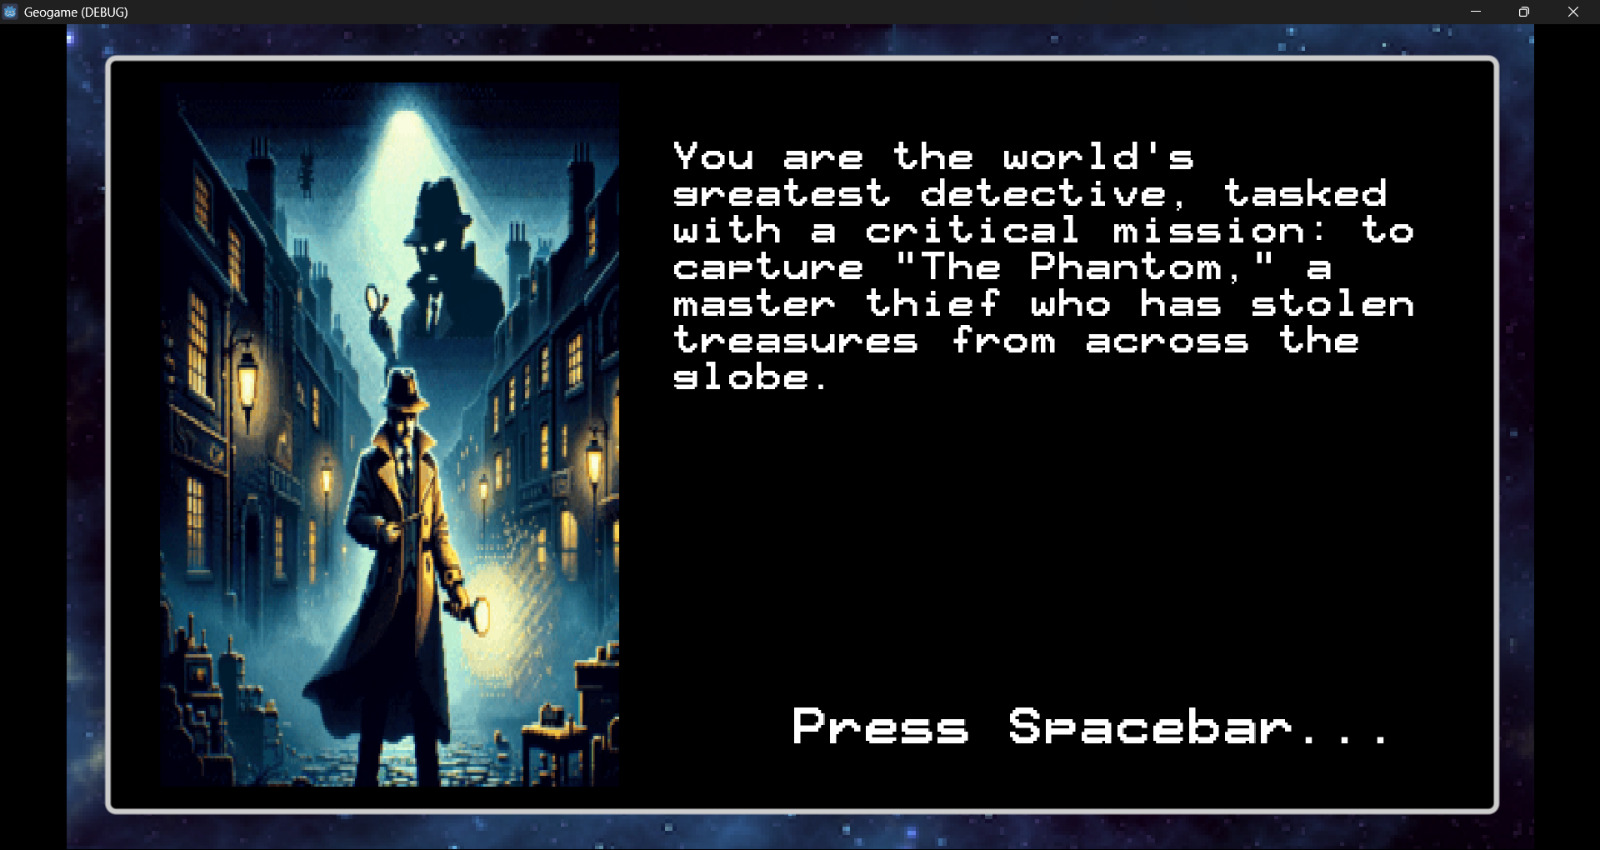 Geogame (DEBUG)
You are the world's
greatest detective, tasked
with a critical mission: to
capture "The Phantom," a
master thief who has stolen
treasures from across the
globe.
Press Spacebar...